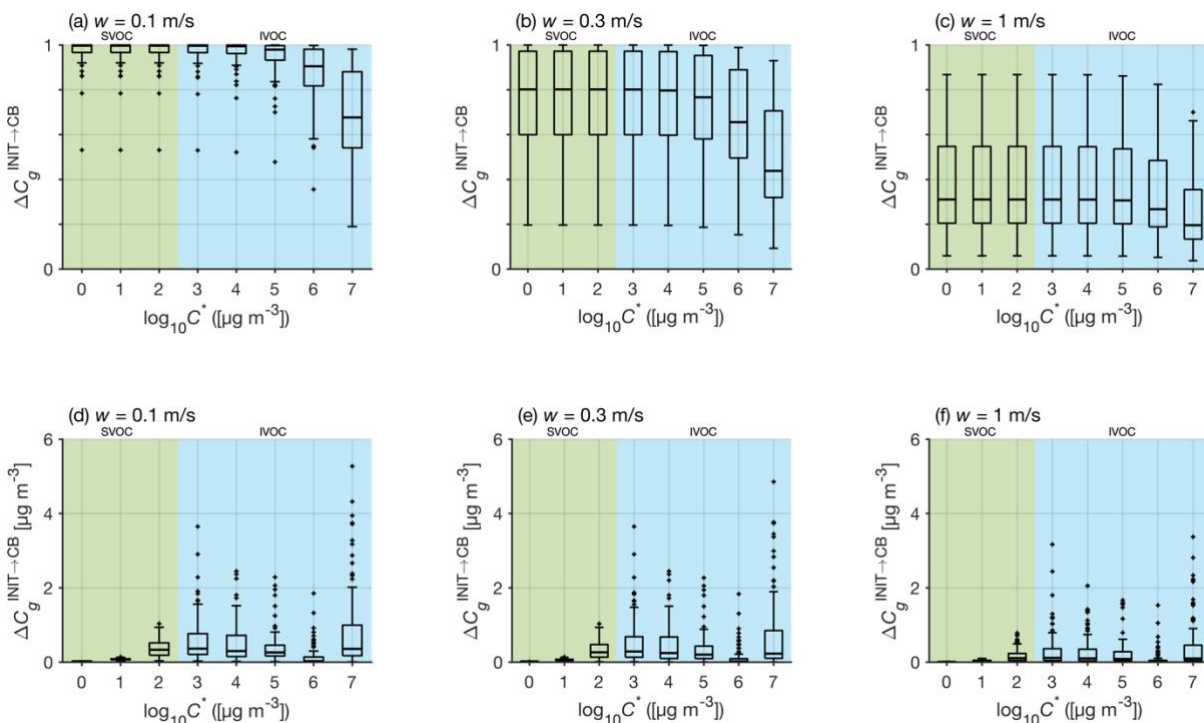 (a) w = 0.1 m/s
SVOC IVOC
1
0
ΔC_g^{INIT→CB}
0 1 2 3 4 5 6 7
log₁₀C* ([µg m⁻³])
(b) w = 0.3 m/s
SVOC IVOC
1
0
ΔC_g^{INIT→CB}
0 1 2 3 4 5 6 7
log₁₀C* ([µg m⁻³])
(c) w = 1 m/s
SVOC IVOC
1
0
ΔC_g^{INIT→CB}
0 1 2 3 4 5 6 7
log₁₀C* ([µg m⁻³])
(d) w = 0.1 m/s
SVOC IVOC
6
4
2
0
ΔC_g^{INIT→CB} [µg m⁻³]
0 1 2 3 4 5 6 7
log₁₀C* ([µg m⁻³])
(e) w = 0.3 m/s
SVOC IVOC
6
4
2
0
ΔC_g^{INIT→CB} [µg m⁻³]
0 1 2 3 4 5 6 7
log₁₀C* ([µg m⁻³])
(f) w = 1 m/s
SVOC IVOC
6
4
2
0
ΔC_g^{INIT→CB} [µg m⁻³]
0 1 2 3 4 5 6 7
log₁₀C* ([µg m⁻³])